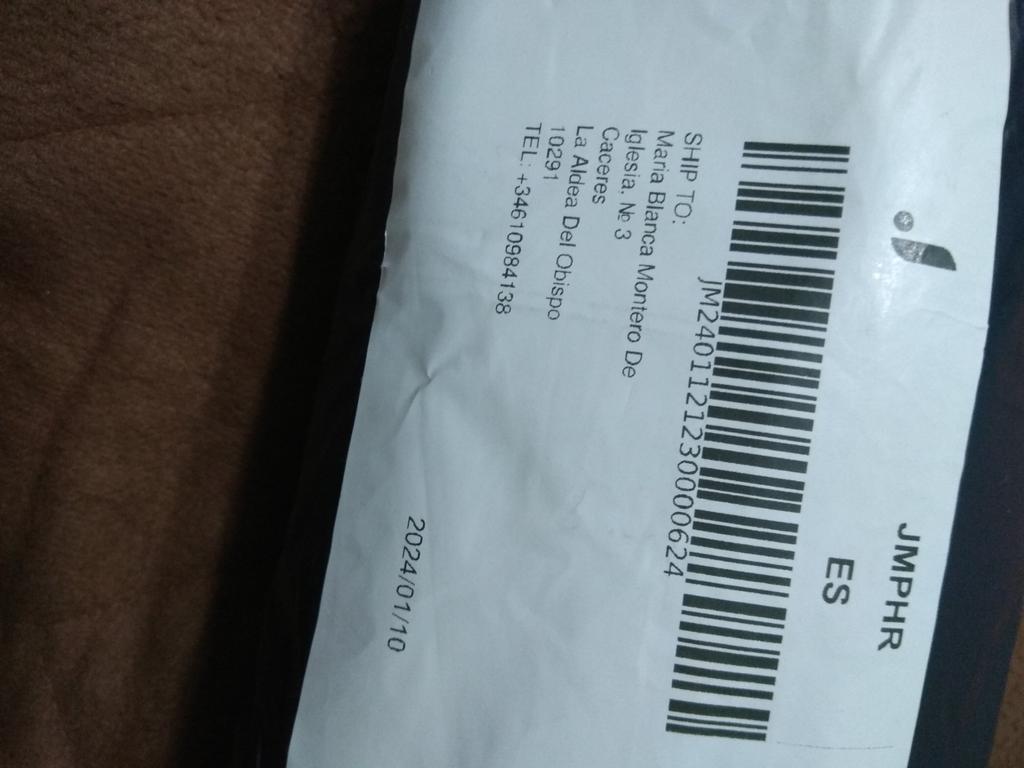 JMPHR
ES
JM2401121230000624
SHIP TO:
Maria Blanca Montero De
Iglesia, № 3
Caceres
La Aldea Del Obispo
10291
TEL: +34610984138
2024/01/10